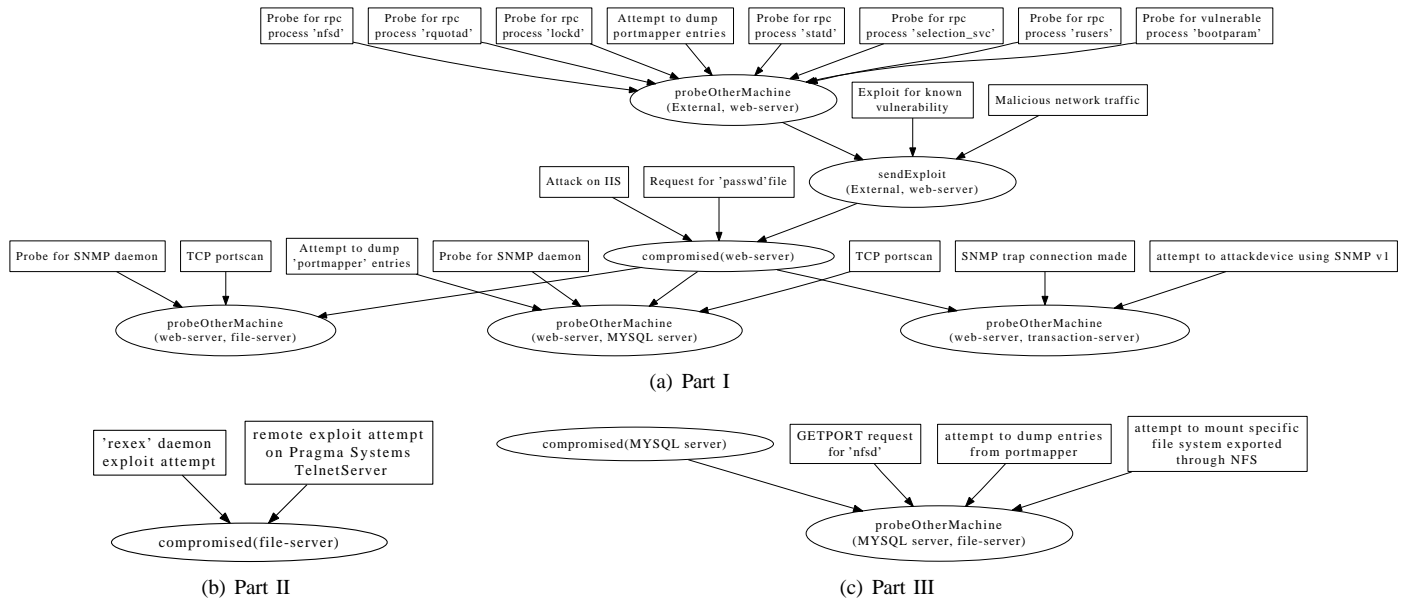 Probe for rpc
process 'nfsd'
Probe for rpc
process 'rquotad'
Probe for rpc
process 'lockd'
Attempt to dump
portmapper entries
Probe for rpc
process 'statd'
Probe for rpc
process 'selection_svc'
Probe for rpc
process 'rusers'
Probe for vulnerable
process 'bootparam'
probeOtherMachine
(External, web-server)
Exploit for known
vulnerability
Malicious network traffic
sendExploit
(External, web-server)
Attack on IIS
Request for 'passwd'file
Probe for SNMP daemon
TCP portscan
Attempt to dump
'portmapper' entries
Probe for SNMP daemon
compromised(web-server)
TCP portscan
SNMP trap connection made
attempt to attackdevice using SNMP v1
probeOtherMachine
(web-server, file-server)
probeOtherMachine
(web-server, MYSQL server)
probeOtherMachine
(web-server, transaction-server)
(a) Part I
'rexex' daemon
exploit attempt
remote exploit attempt
on Pragma Systems
TelnetServer
compromised(file-server)
(b) Part II
compromised(MYSQL server)
GETPORT request
for 'nfsd'
attempt to dump entries
from portmapper
attempt to mount specific
file system exported
through NFS
probeOtherMachine
(MYSQL server, file-server)
(c) Part III